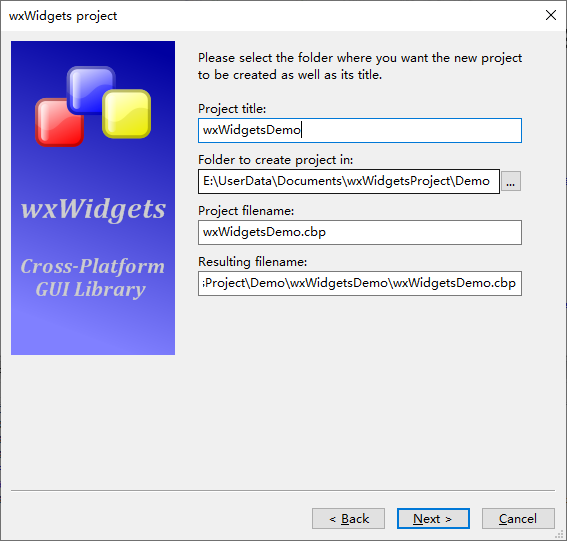 wxWidgets project
Please select the folder where you want the new project
to be created as well as its title.
Project title:
wxWidgetsDemo
Folder to create project in:
E:\UserData\Documents\wxWidgetsProject\Demo
...
Project filename:
wxWidgetsDemo.cbp
Resulting filename:
sProject\Demo\wxWidgetsDemo\wxWidgetsDemo.cbp
wxWidgets
Cross-Platform
GUI Library
< Back
Next >
Cancel